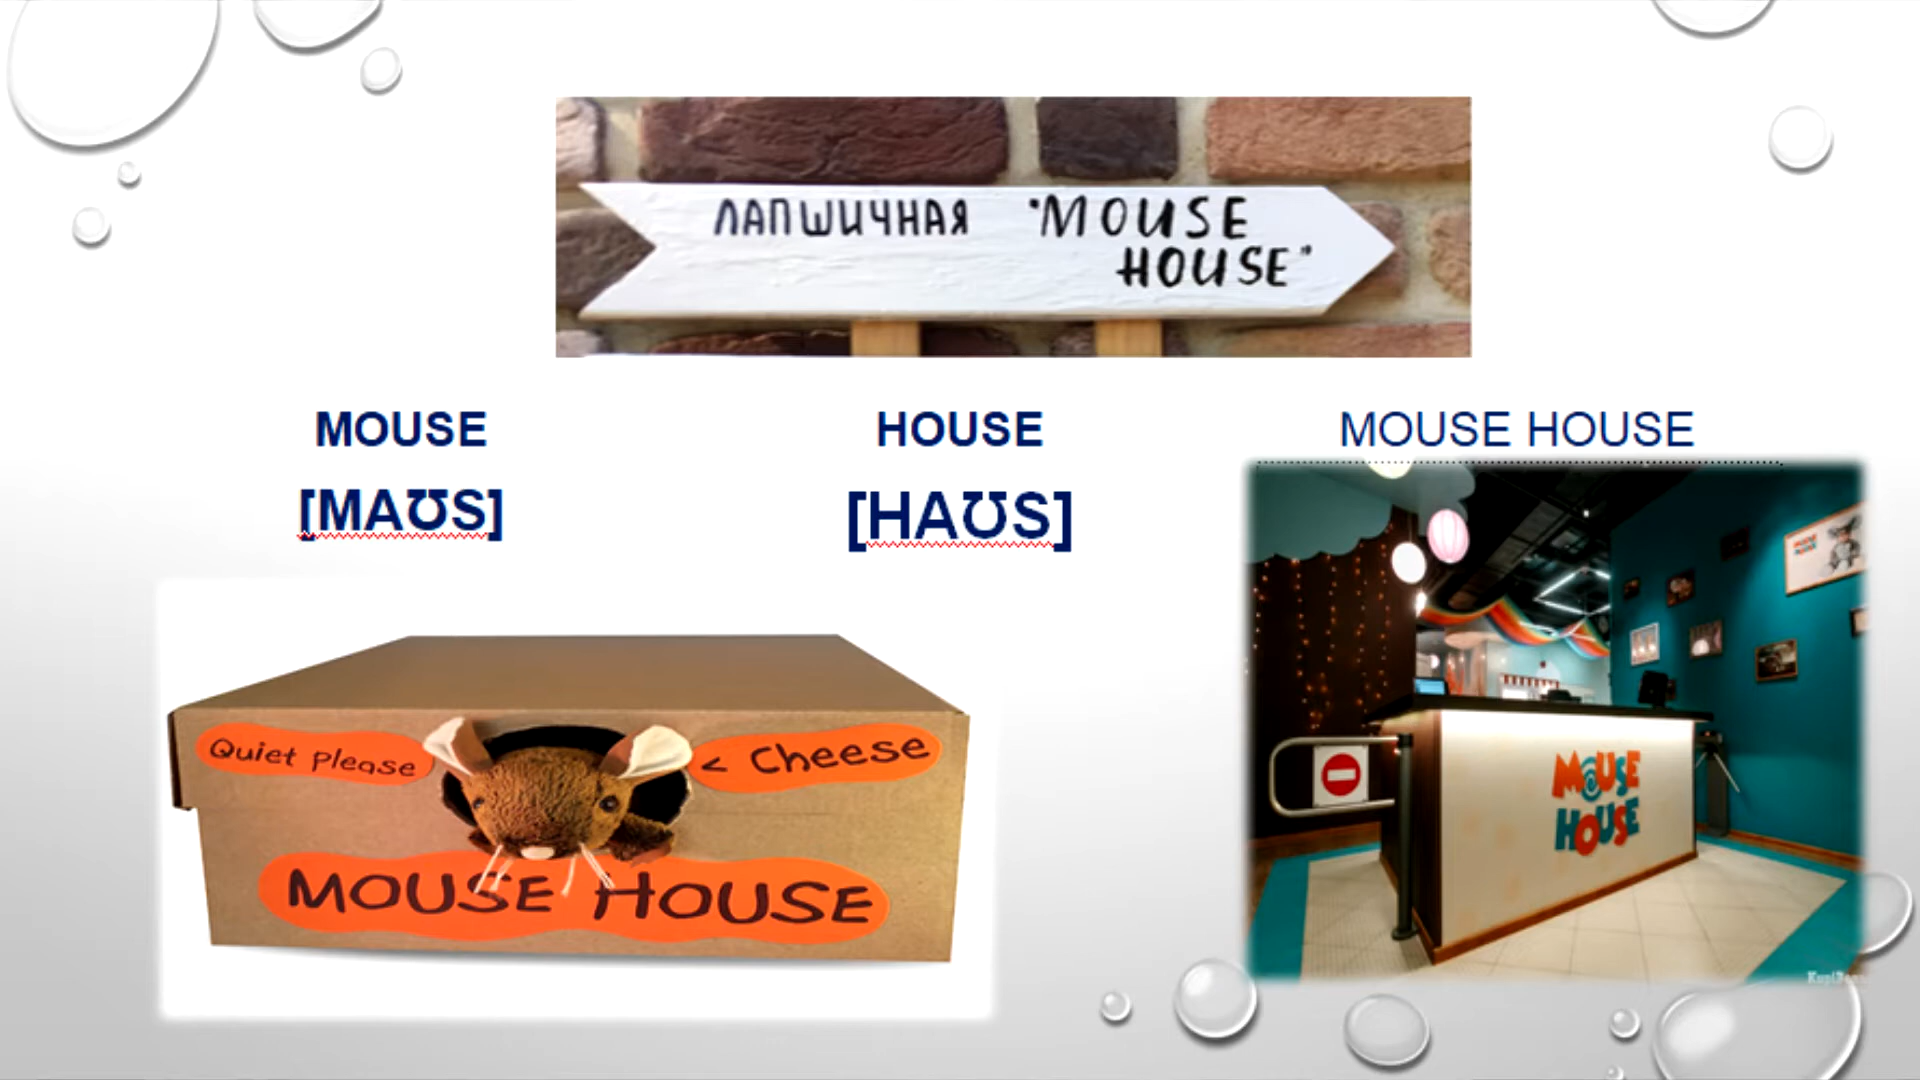 ЛАПШИЧНАЯ "MOUSE
HOUSE"
MOUSE
[MAƱS]
HOUSE
[HAƱS]
MOUSE HOUSE
Quiet please
< Cheese
MOUSE HOUSE
MOUSE
HOUSE